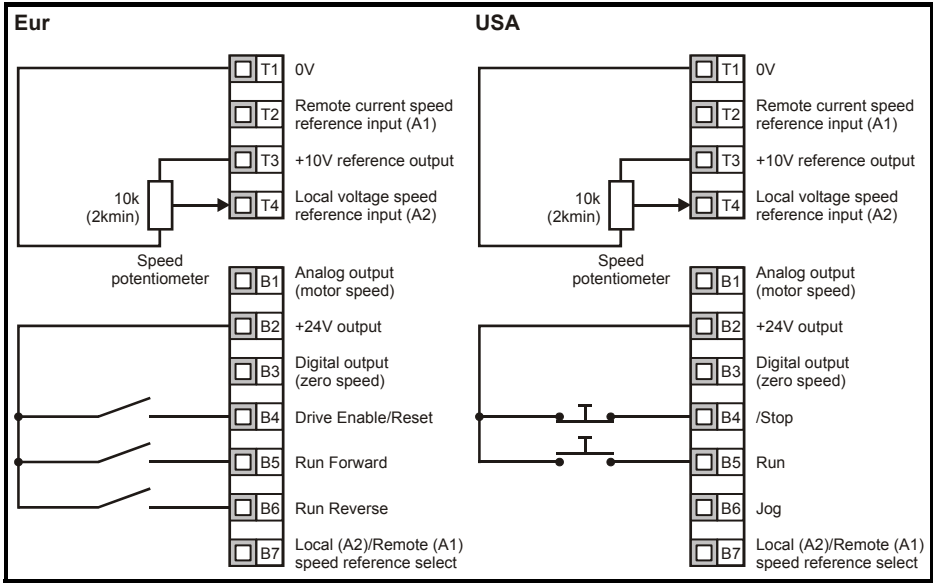 Eur
T1 0V
T2 Remote current speed
reference input (A1)
T3 +10V reference output
10k
(2kmin)
T4 Local voltage speed
reference input (A2)
Speed
potentiometer
B1 Analog output
(motor speed)
B2 +24V output
B3 Digital output
(zero speed)
B4 Drive Enable/Reset
B5 Run Forward
B6 Run Reverse
B7 Local (A2)/Remote (A1)
speed reference select
USA
T1 0V
T2 Remote current speed
reference input (A1)
T3 +10V reference output
10k
(2kmin)
T4 Local voltage speed
reference input (A2)
Speed
potentiometer
B1 Analog output
(motor speed)
B2 +24V output
B3 Digital output
(zero speed)
B4 /Stop
B5 Run
B6 Jog
B7 Local (A2)/Remote (A1)
speed reference select